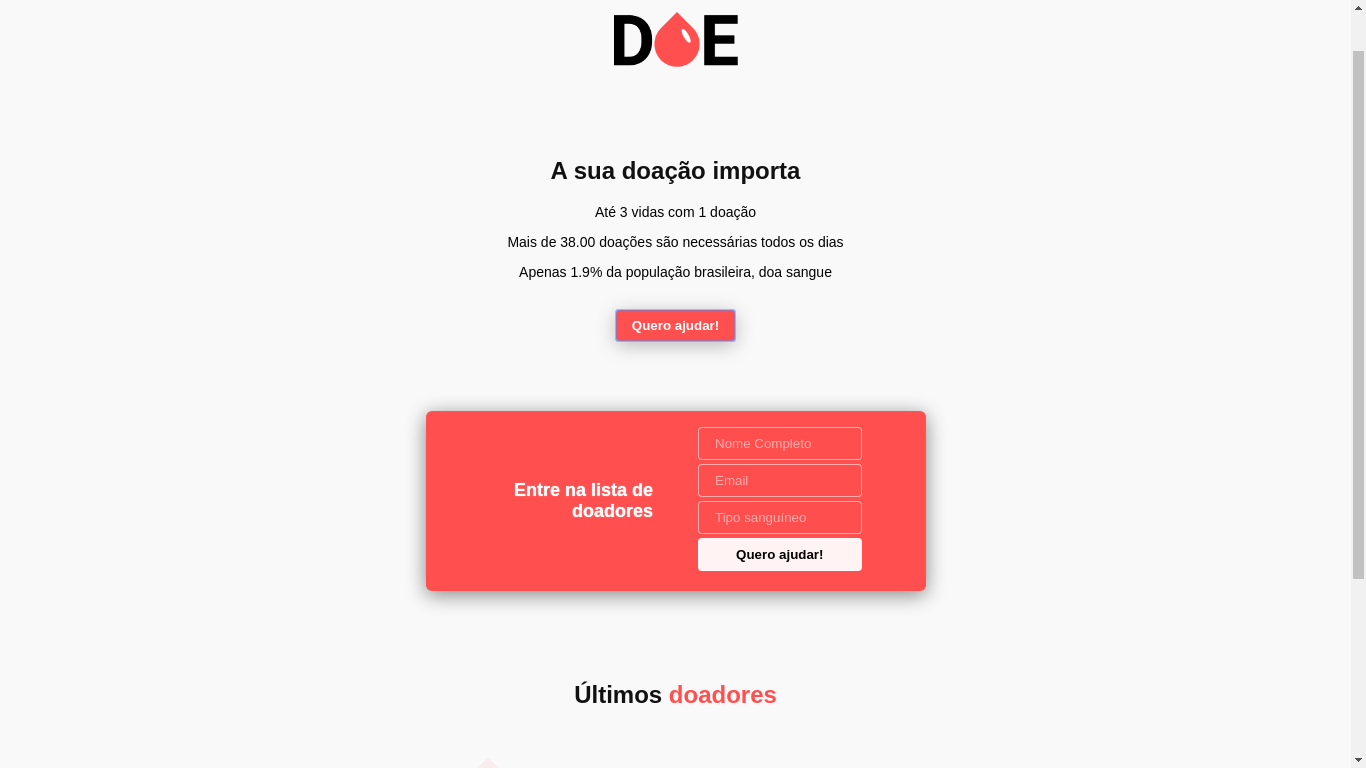 DOE
A sua doação importa
Até 3 vidas com 1 doação
Mais de 38.00 doações são necessárias todos os dias
Apenas 1.9% da população brasileira, doa sangue
Quero ajudar!
Entre na lista de
doadores
Nome Completo
Email
Tipo sanguíneo
Quero ajudar!
Últimos doadores